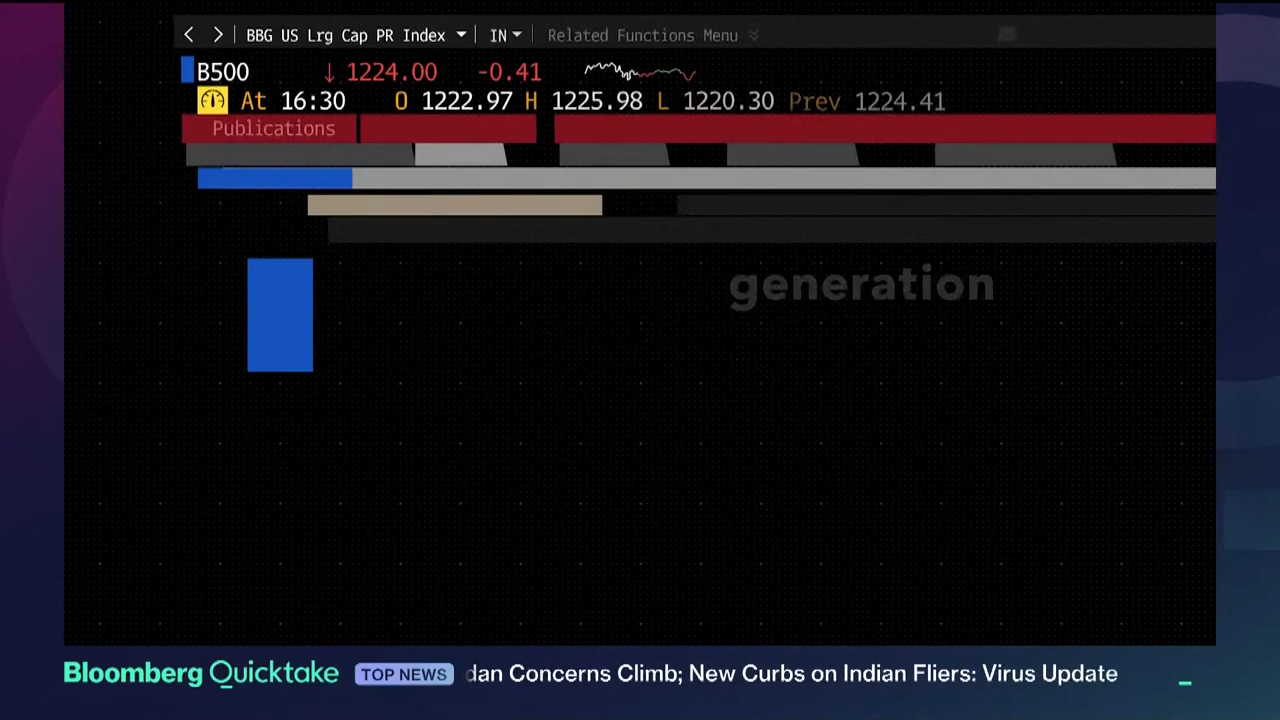 BBG US Lrg Cap PR Index IN Related Functions Menu
B500 ↓ 1224.00 -0.41
At 16:30 O 1222.97 H 1225.98 L 1220.30 Prev 1224.41
Publications
generation
Bloomberg Quicktake TOP NEWS dan Concerns Climb; New Curbs on Indian Fliers: Virus Update